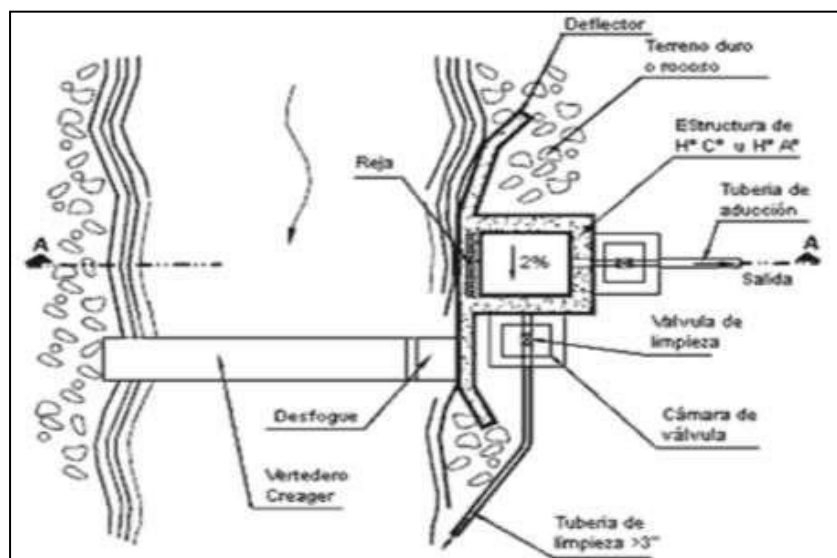 Deflector
Terreno duro
o rocoso
Estructura de
H° C° u H° A°
Reja
Tuberia de
aducción
A
A
2%
Salida
Válvula de
limpieza
Desfogue
Cámara de
válvula
Vertedero
Creager
Tuberia de
limpieza >3"